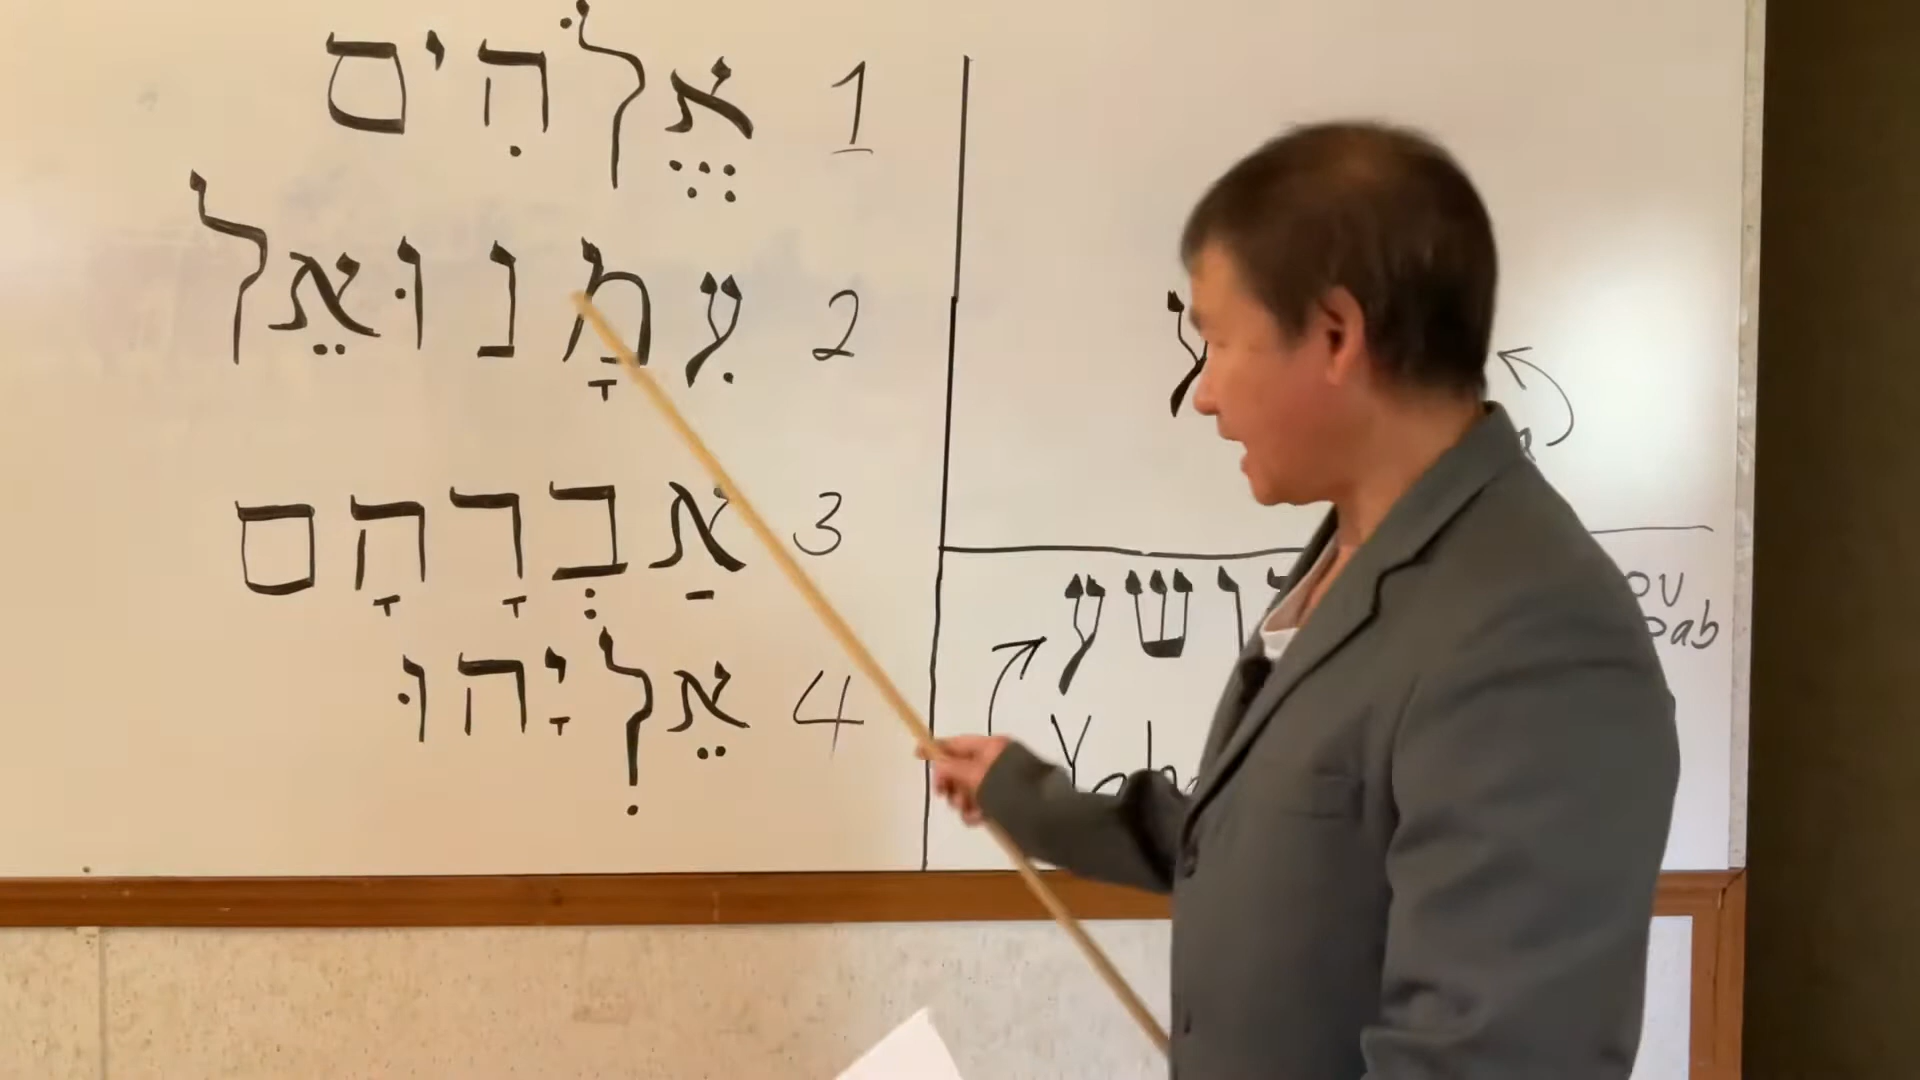 1 אֱלֹהִים
2 עִמָנוּאֵל
3 אַבְרָהָם
4 אֵלִיָהוּ
ע